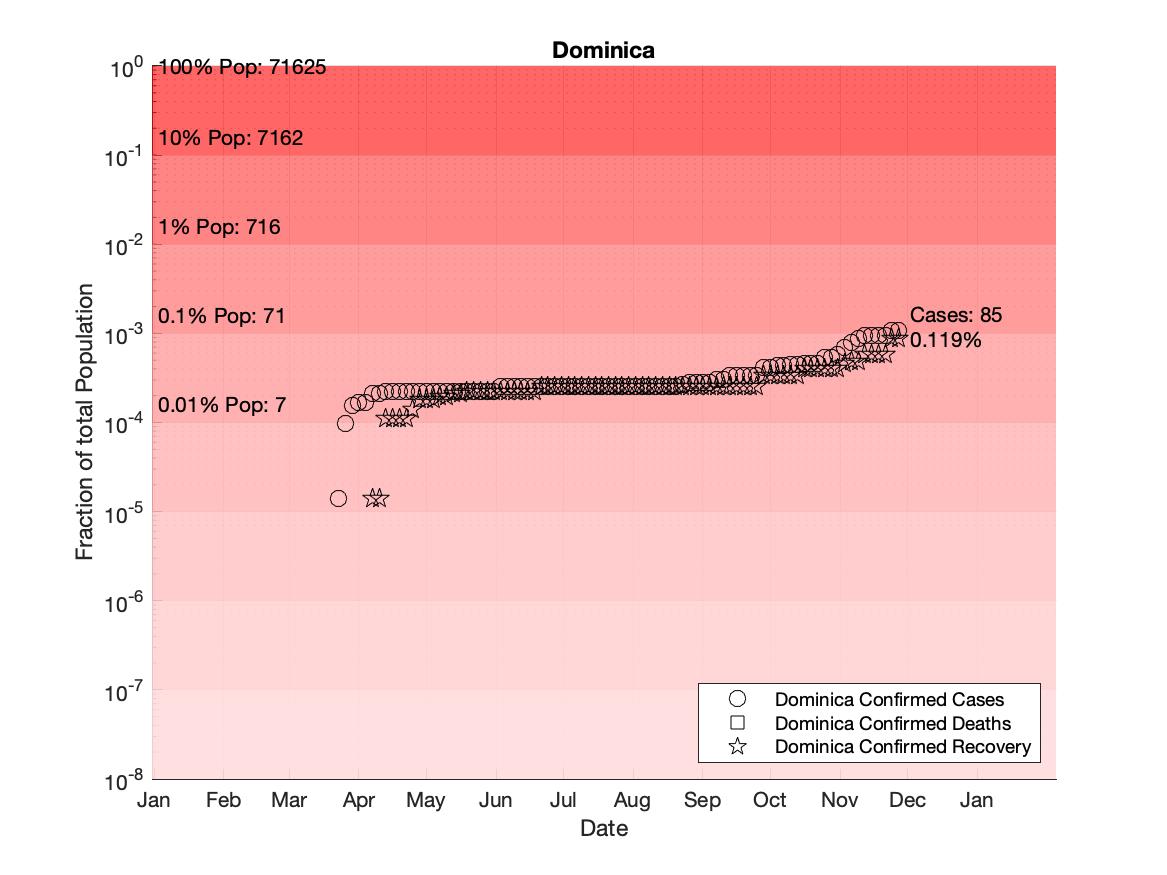 Dominica
10^0
10^-1
10^-2
10^-3
10^-4
10^-5
10^-6
10^-7
10^-8
Fraction of total Population
100% Pop: 71625
10% Pop: 7162
1% Pop: 716
0.1% Pop: 71
0.01% Pop: 7
Cases: 85
0.119%
Dominica Confirmed Cases
Dominica Confirmed Deaths
Dominica Confirmed Recovery
Jan Feb Mar Apr May Jun Jul Aug Sep Oct Nov Dec Jan
Date